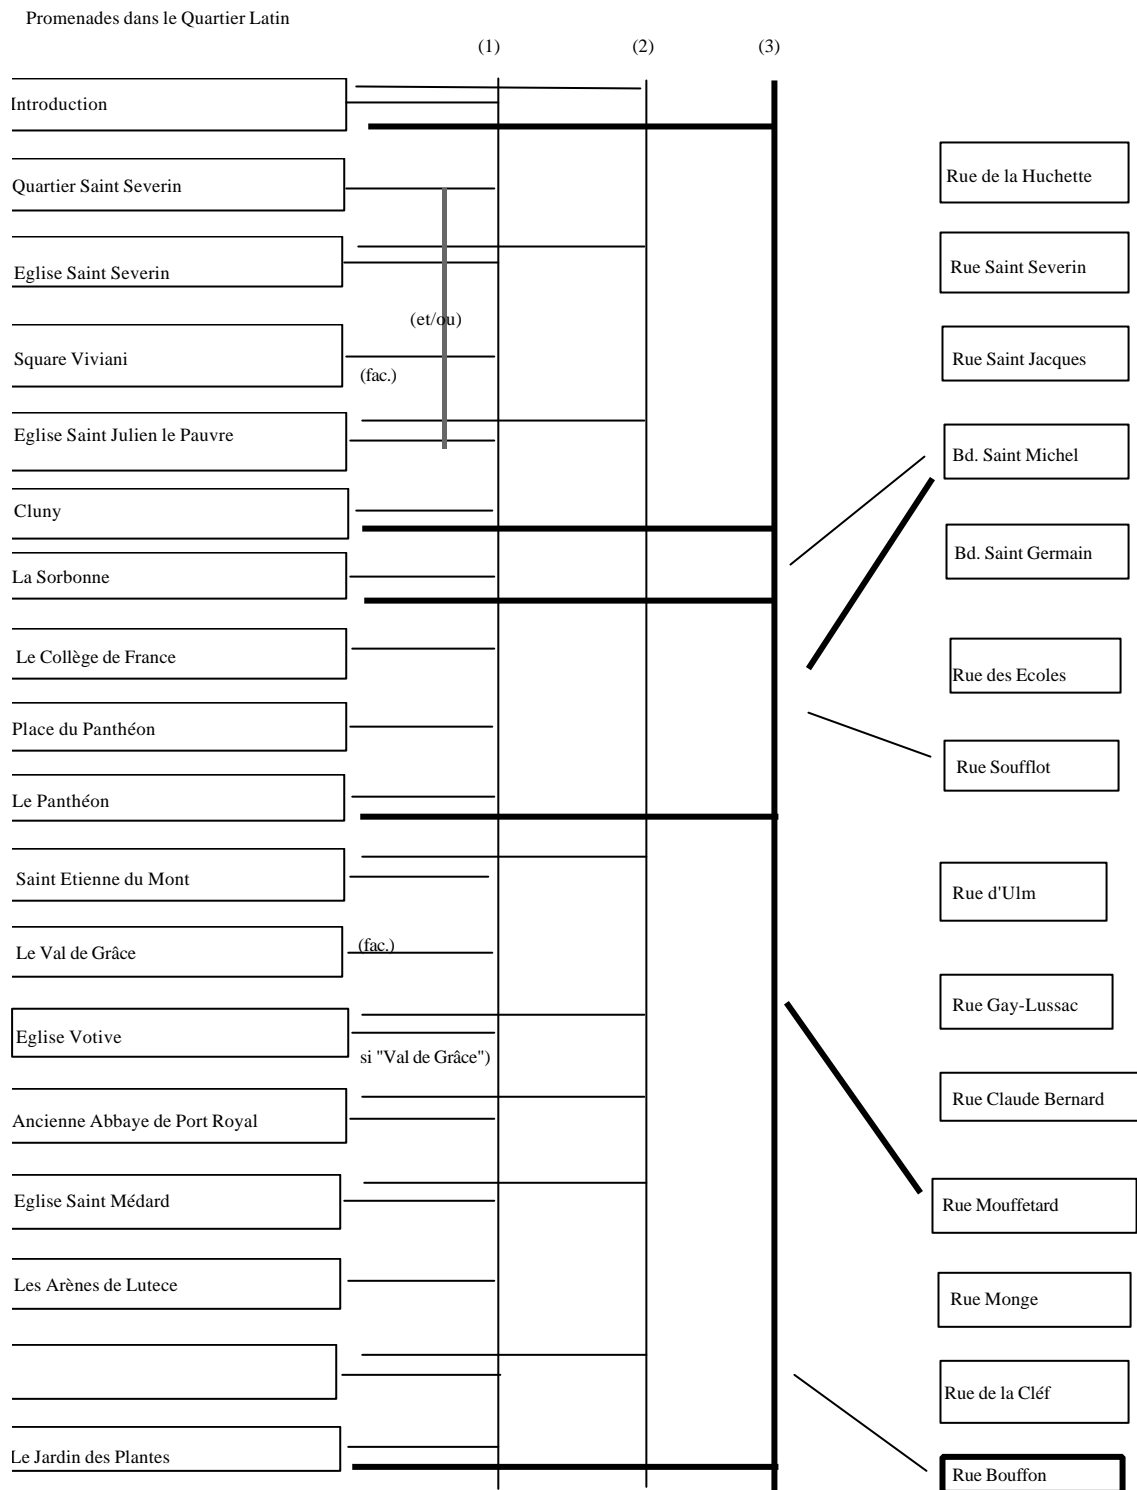 Promenades dans le Quartier Latin
(1)
(2)
(3)
Introduction
Quartier Saint Severin
Eglise Saint Severin
(et/ou)
Square Viviani
(fac.)
Eglise Saint Julien le Pauvre
Cluny
La Sorbonne
Le Collège de France
Place du Panthéon
Le Panthéon
Saint Etienne du Mont
Le Val de Grâce
(fac.)
Eglise Votive
si "Val de Grâce")
Ancienne Abbaye de Port Royal
Eglise Saint Médard
Les Arènes de Lutece
Le Jardin des Plantes
Rue de la Huchette
Rue Saint Severin
Rue Saint Jacques
Bd. Saint Michel
Bd. Saint Germain
Rue des Ecoles
Rue Soufflot
Rue d'Ulm
Rue Gay-Lussac
Rue Claude Bernard
Rue Mouffetard
Rue Monge
Rue de la Cléf
Rue Bouffon